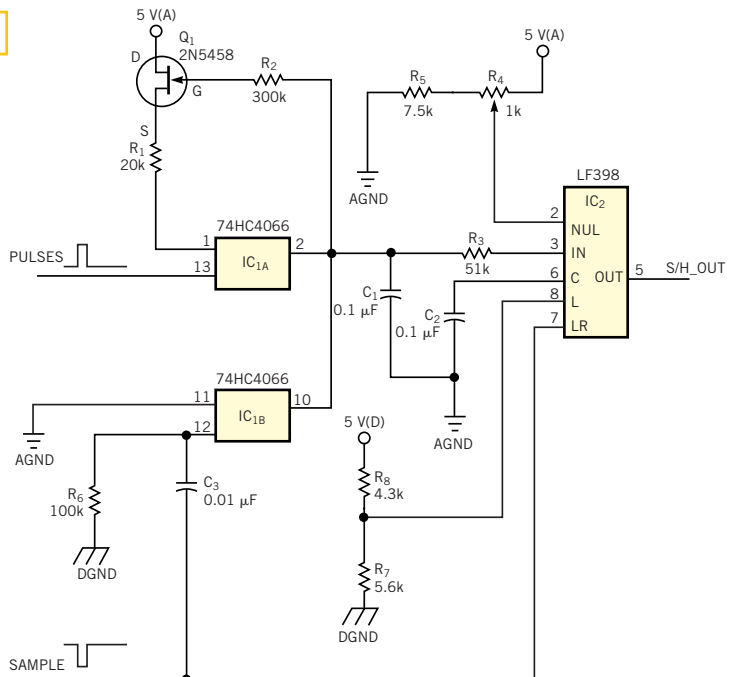 5 V(A)
Q1
2N5458
D
G
S
R2
300k
R1
20k
5 V(A)
R5
7.5k
R4
1k
AGND
LF398
IC2
2
NUL
3
IN
6
C
OUT
5
S/H_OUT
8
L
7
LR
74HC4066
PULSES
1
2
13
IC1A
R3
51k
C1
0.1 μF
C2
0.1 μF
AGND
74HC4066
11
10
12
IC1B
AGND
R6
100k
DGND
C3
0.01 μF
5 V(D)
R8
4.3k
R7
5.6k
DGND
SAMPLE